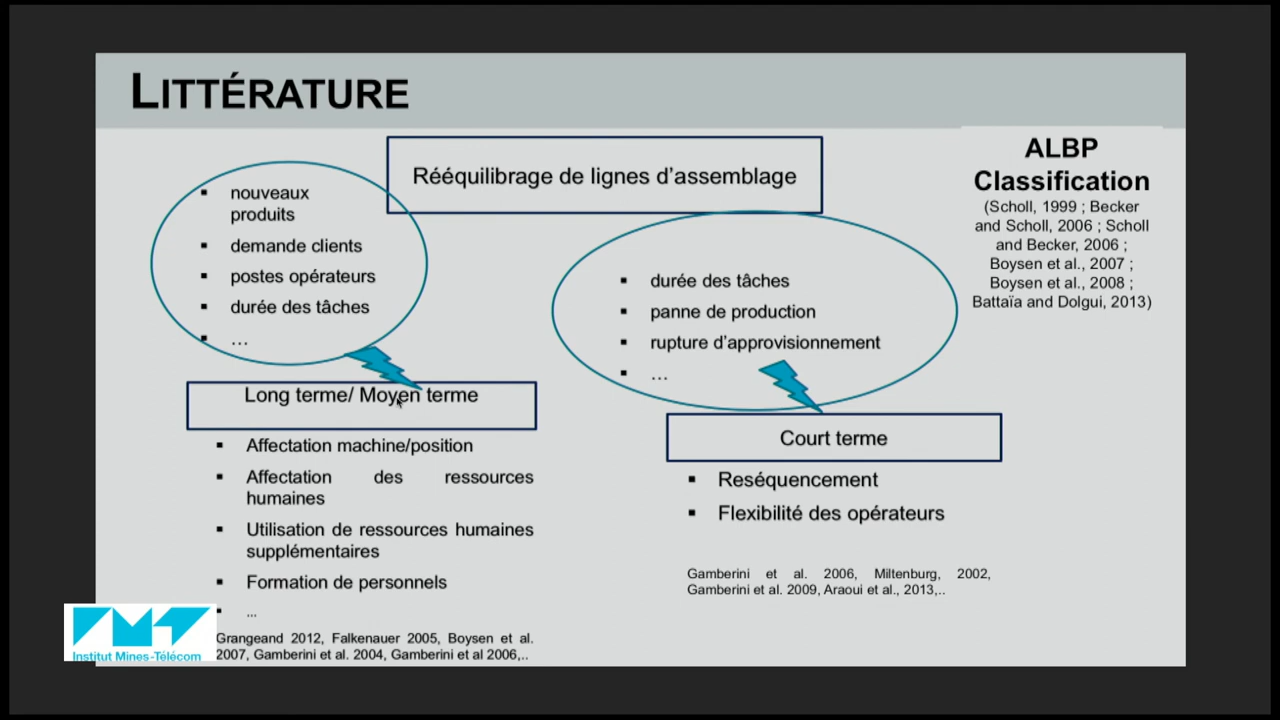 LITTÉRATURE
Rééquilibrage de lignes d’assemblage
ALBP
Classification
(Scholl, 1999 ; Becker
and Scholl, 2006 ; Scholl
and Becker, 2006 ;
Boysen et al., 2007 ;
Boysen et al., 2008 ;
Battaïa and Dolgui, 2013)
▪ nouveaux
produits
▪ demande clients
▪ postes opérateurs
▪ durée des tâches
▪ …
▪ durée des tâches
▪ panne de production
▪ rupture d’approvisionnement
▪ …
Long terme/ Moyen terme
▪ Affectation machine/position
▪ Affectation des ressources
humaines
▪ Utilisation de ressources humaines
supplémentaires
▪ Formation de personnels
▪ ...
Grangeand 2012, Falkenauer 2005, Boysen et al.
2007, Gamberini et al. 2004, Gamberini et al 2006,..
Court terme
▪ Reséquencement
▪ Flexibilité des opérateurs
Gamberini et al. 2006, Miltenburg, 2002,
Gamberini et al. 2009, Araoui et al., 2013,..
Institut Mines-Télécom